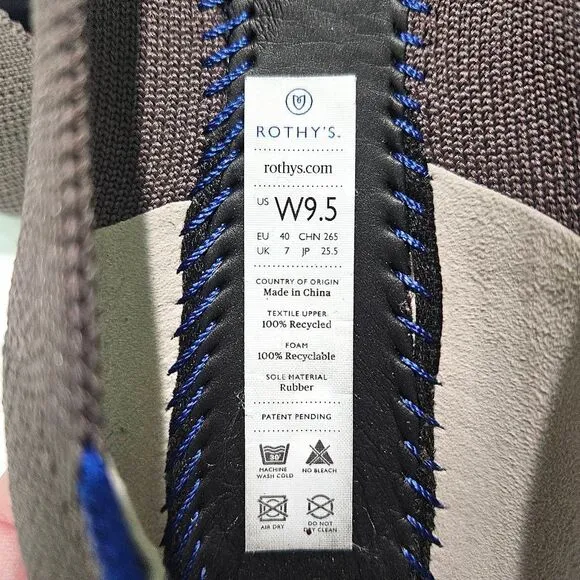 ROTHY'S.
rothys.com
US W9.5
EU 40 CHN 265
UK 7 JP 25.5
COUNTRY OF ORIGIN
Made in China
TEXTILE UPPER
100% Recycled
FOAM
100% Recyclable
SOLE MATERIAL
Rubber
PATENT PENDING
30°
MACHINE WASH COLD
NO BLEACH
AIR DRY
DO NOT DRY CLEAN